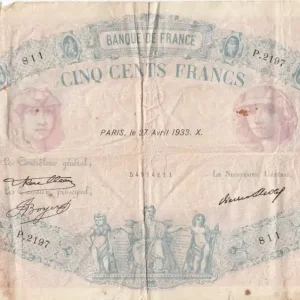 811
BANQUE DE FRANCE
P.2197
CINQ CENTS FRANCS
PARIS, le 27 Avril 1933. X.
Le Contrôleur général,
Le Secrétaire Général
Le Caissier principal,
P.2197
811